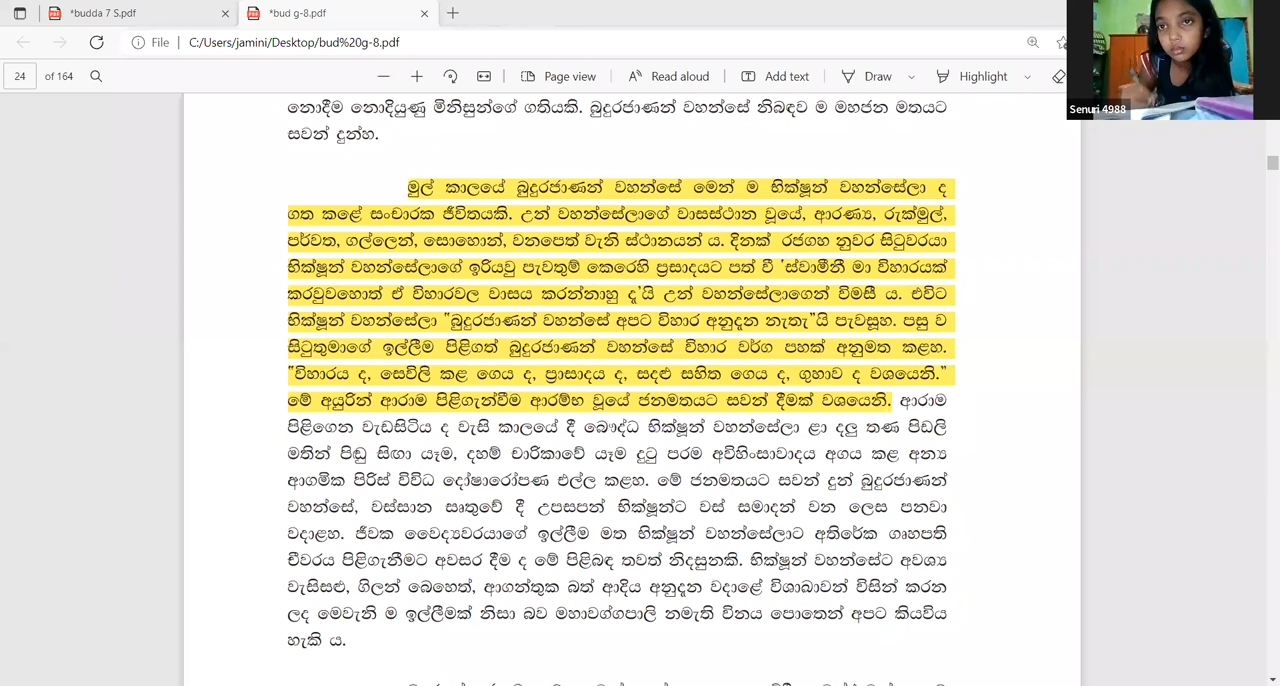 *budda 7 S.pdf
*bud g-8.pdf
File
C:/Users/jamini/Desktop/bud%20g-8.pdf
24 of 164
Page view
Read aloud
Add text
Draw
Highlight
Senuri 4988
නොදීම නොදියුණු මිනිසුන්ගේ ගතියකි. බුදුරජාණන් වහන්සේ නිබඳව ම මහජන මතයට
සවන් දුන්හ.
මුල් කාලයේ බුදුරජාණන් වහන්සේ මෙන් ම භික්ෂූන් වහන්සේලා ද
ගත කළේ සංචාරක ජීවිතයකි. උන් වහන්සේලාගේ වාසස්ථාන වූයේ, ආරණ්‍ය, රුක්මුල්,
පර්වත, ගල්ලෙන්, සොහොන්, වනපෙත් වැනි ස්ථානයන් ය. දිනක් රජගහ නුවර සිටුවරයා
භික්ෂූන් වහන්සේලාගේ ඉරියවු පැවතුම් කෙරෙහි ප්‍රසාදයට පත් වී 'ස්වාමීනී මා විහාරයක්
කරවුවහොත් ඒ විහාරවල වාසය කරන්නාහු ද'යි උන් වහන්සේලාගෙන් විමසී ය. එවිට
භික්ෂූන් වහන්සේලා “බුදුරජාණන් වහන්සේ අපට විහාර අනුදැන නැතැ”යි පැවසූහ. පසු ව
සිටුතුමාගේ ඉල්ලීම පිළිගත් බුදුරජාණන් වහන්සේ විහාර වර්ග පහක් අනුමත කළහ.
“විහාරය ද, සෙවිලි කළ ගෙය ද, ප්‍රාසාදය ද, සඳළු සහිත ගෙය ද, ගුහාව ද වශයෙනි.”
මේ අයුරින් ආරාම පිළිගැන්වීම ආරම්භ වූයේ ජනමතයට සවන් දීමක් වශයෙනි. ආරාම
පිළිගෙන වැඩසිටිය ද වැසි කාලයේ දී බෞද්ධ භික්ෂූන් වහන්සේලා ළා දලු තණ පිඩලි
මතින් පිඬු සිඟා යෑම, දහම් චාරිකාවේ යෑම දුටු පරම අවිහිංසාවාදය අගය කළ අන්‍ය
ආගමික පිරිස් විවිධ දෝෂාරෝපණ එල්ල කළහ. මේ ජනමතයට සවන් දුන් බුදුරජාණන්
වහන්සේ, වස්සාන සෘතුවේ දී උපසපන් භික්ෂූන්ට වස් සමාදන් වන ලෙස පනවා
වදාළහ. ජීවක වෛද්‍යවරයාගේ ඉල්ලීම මත භික්ෂූන් වහන්සේලාට අතිරේක ගෘහපති
චීවරය පිළිගැනීමට අවසර දීම ද මේ පිළිබඳ තවත් නිදසුනකි. භික්ෂූන් වහන්සේට අවශ්‍ය
වැසිසළු, ගිලන් බෙහෙත්, ආගන්තුක බත් ආදිය අනුදැන වදාළේ විශාඛාවන් විසින් කරන
ලද මෙවැනි ම ඉල්ලීමක් නිසා බව මහාවග්ගපාලි නමැති විනය පොතෙන් අපට කියවිය
හැකි ය.